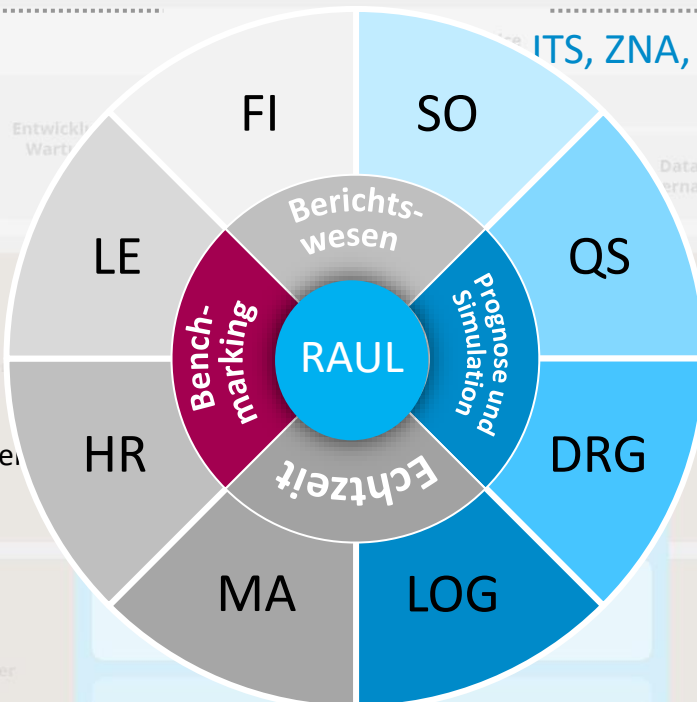 ITS, ZNA,
FI
SO
LE
QS
Berichts-
wesen
Bench-
marking
RAUL
Prognose und
Simulation
Echtzeit
HR
DRG
MA
LOG